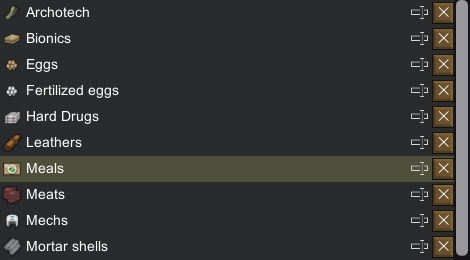 Archotech
Bionics
Eggs
Fertilized eggs
Hard Drugs
Leathers
Meals
Meats
Mechs
Mortar shells